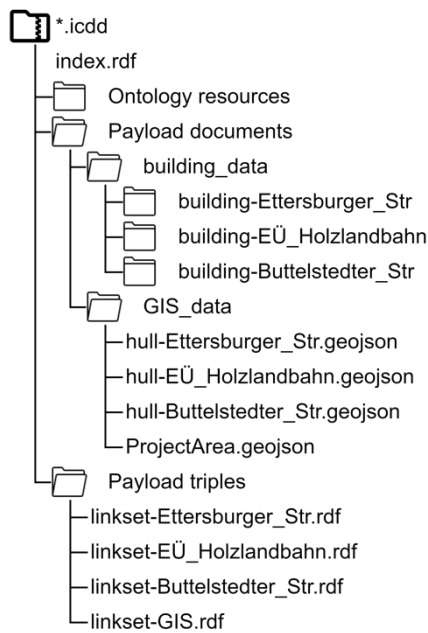 *.icdd
index.rdf
Ontology resources
Payload documents
building_data
building-Ettersburger_Str
building-EÜ_Holzlandbahn
building-Buttelstedter_Str
GIS_data
hull-Ettersburger_Str.geojson
hull-EÜ_Holzlandbahn.geojson
hull-Buttelstedter_Str.geojson
ProjectArea.geojson
Payload triples
linkset-Ettersburger_Str.rdf
linkset-EÜ_Holzlandbahn.rdf
linkset-Buttelstedter_Str.rdf
linkset-GIS.rdf